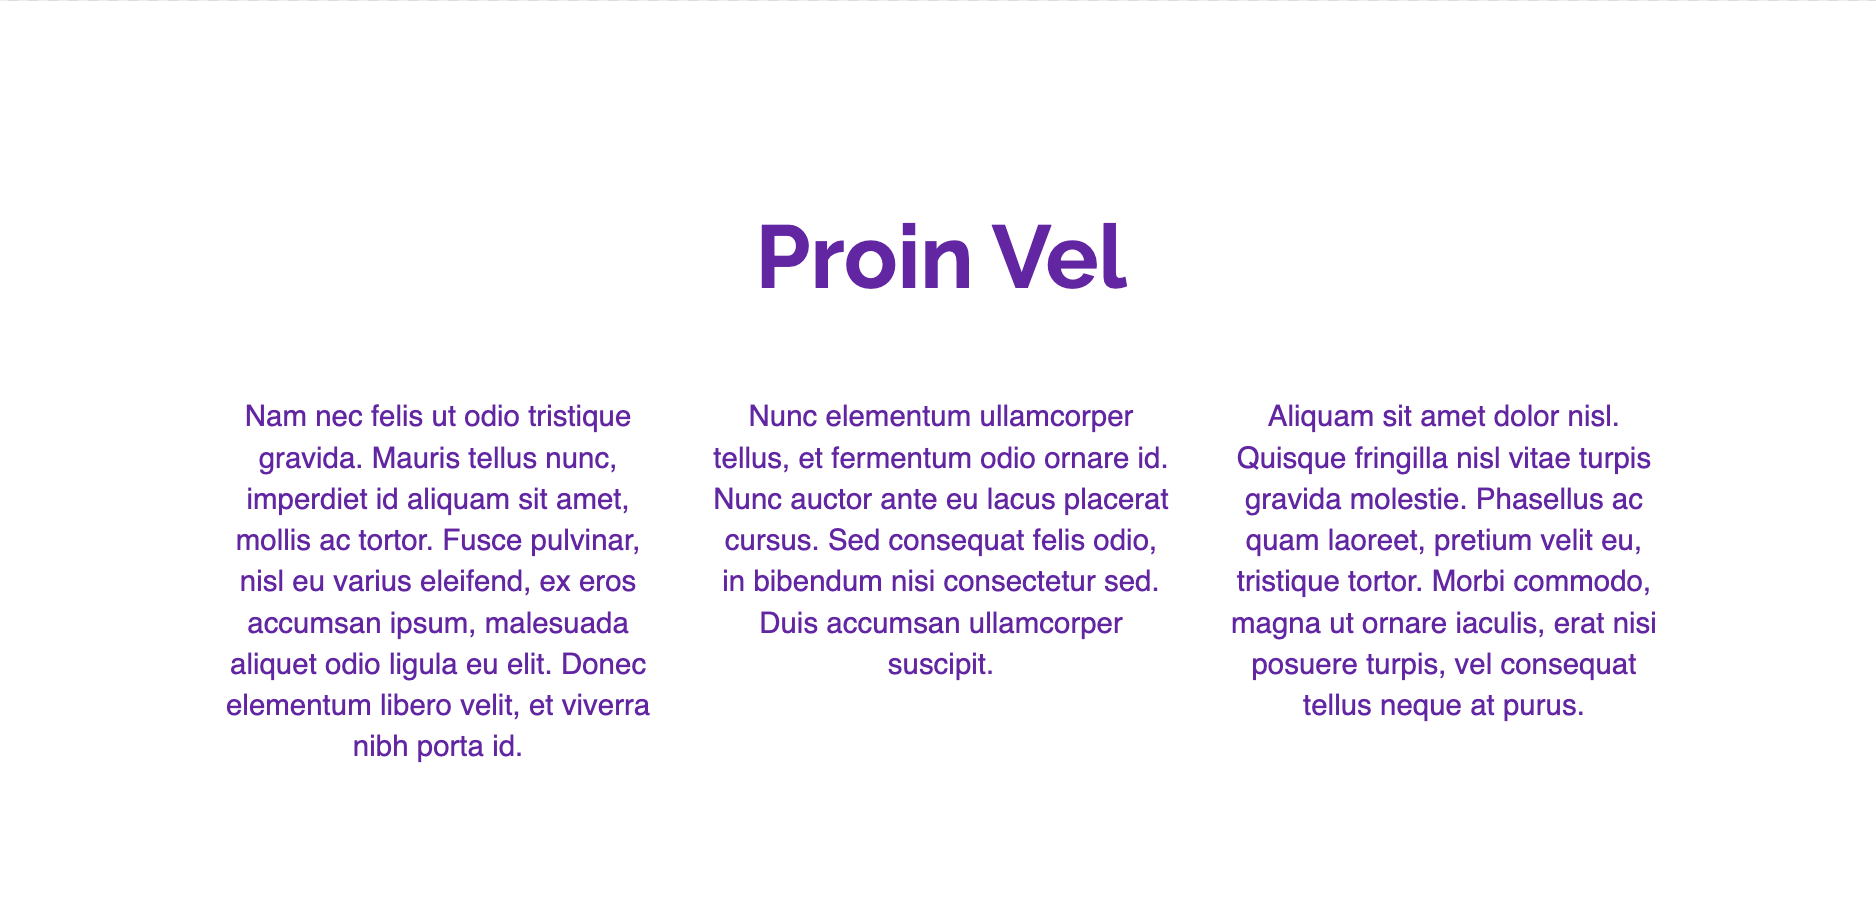 Proin Vel
Nam nec felis ut odio tristique
gravida. Mauris tellus nunc,
imperdiet id aliquam sit amet,
mollis ac tortor. Fusce pulvinar,
nisl eu varius eleifend, ex eros
accumsan ipsum, malesuada
aliquet odio ligula eu elit. Donec
elementum libero velit, et viverra
nibh porta id.
Nunc elementum ullamcorper
tellus, et fermentum odio ornare id.
Nunc auctor ante eu lacus placerat
cursus. Sed consequat felis odio,
in bibendum nisi consectetur sed.
Duis accumsan ullamcorper
suscipit.
Aliquam sit amet dolor nisl.
Quisque fringilla nisl vitae turpis
gravida molestie. Phasellus ac
quam laoreet, pretium velit eu,
tristique tortor. Morbi commodo,
magna ut ornare iaculis, erat nisi
posuere turpis, vel consequat
tellus neque at purus.